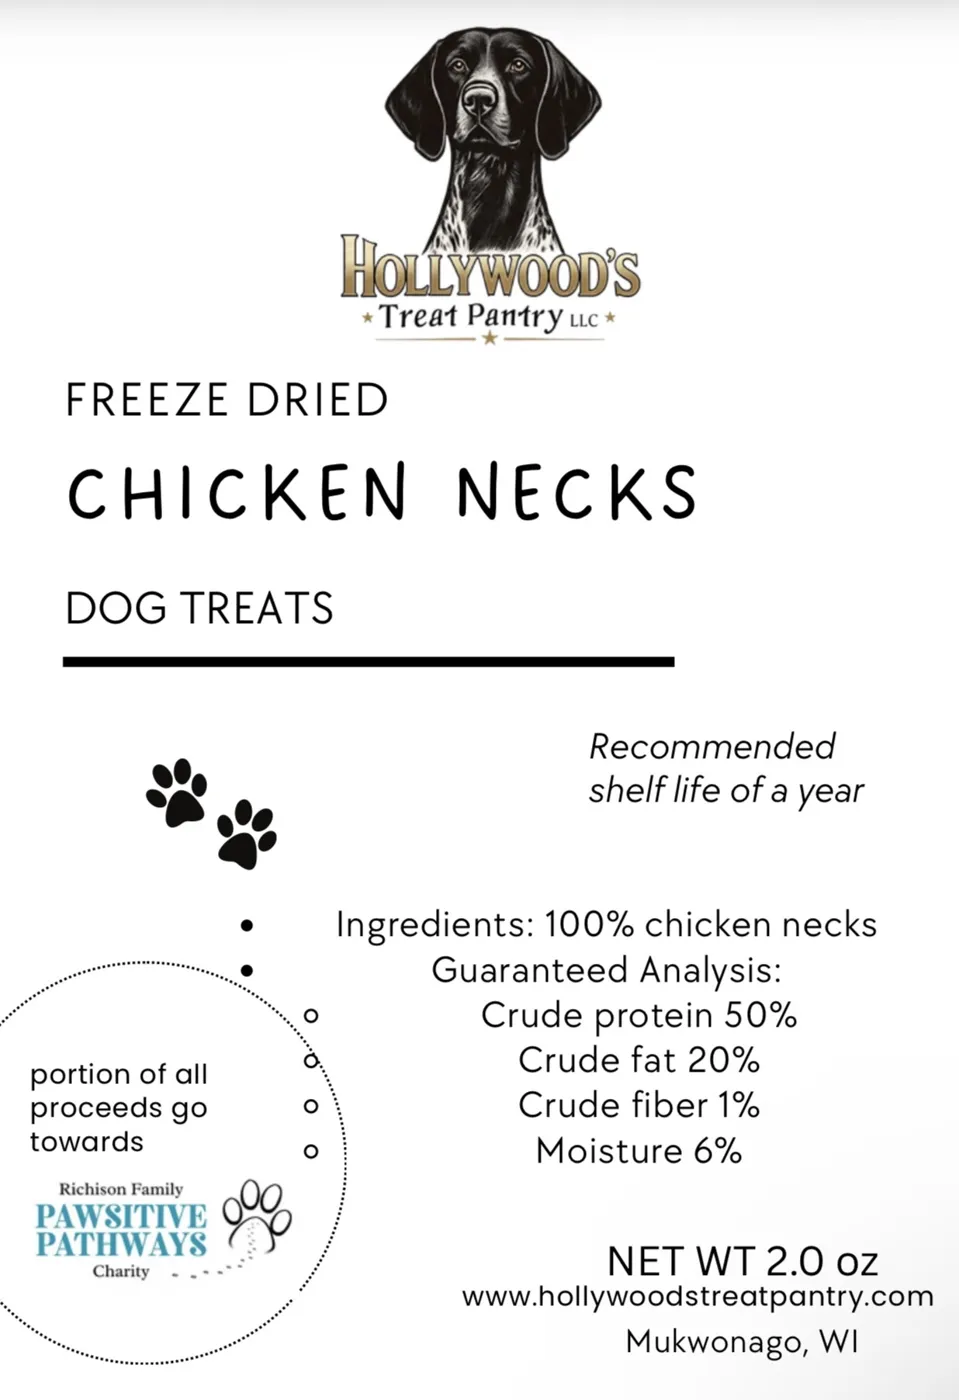 HOLLYWOOD'S
Treat Pantry LLC
FREEZE DRIED
CHICKEN NECKS
DOG TREATS
Recommended
shelf life of a year
Ingredients: 100% chicken necks
Guaranteed Analysis:
Crude protein 50%
Crude fat 20%
Crude fiber 1%
Moisture 6%
portion of all
proceeds go
towards
Richison Family
PAWSITIVE
PATHWAYS
Charity
NET WT 2.0 oz
www.hollywoodstreatpantry.com
Mukwonago, WI